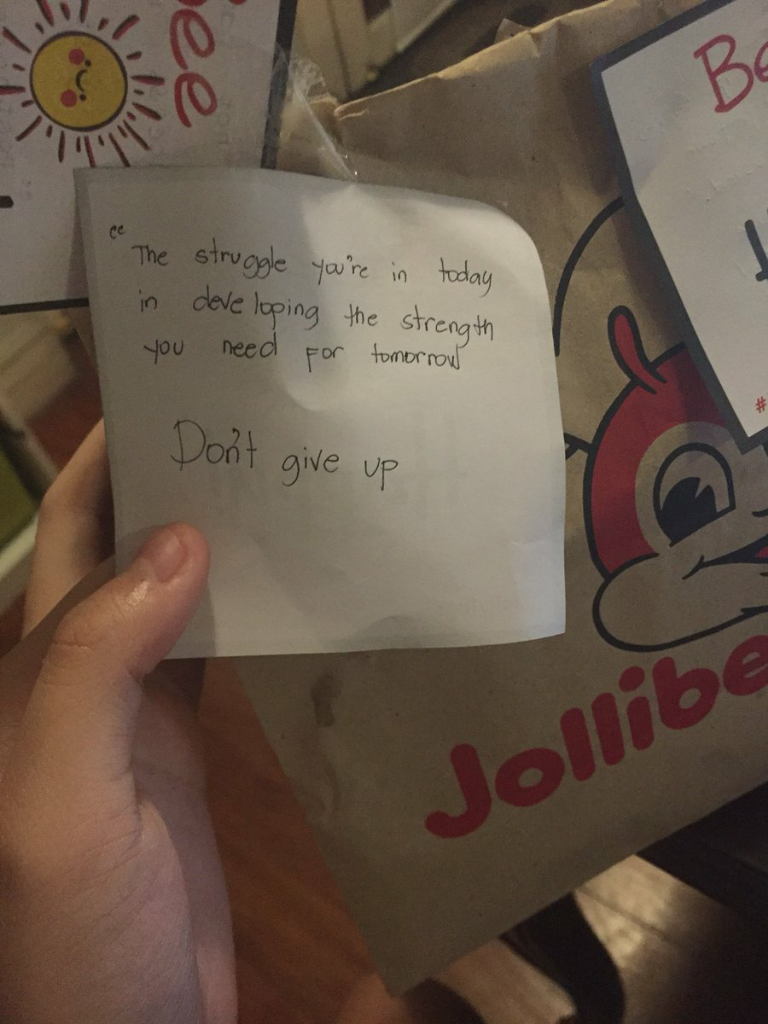 ee
Be
#
“The struggle you're in today
in developing the strength
you need for tomorrow
Don't give up
Jollibe